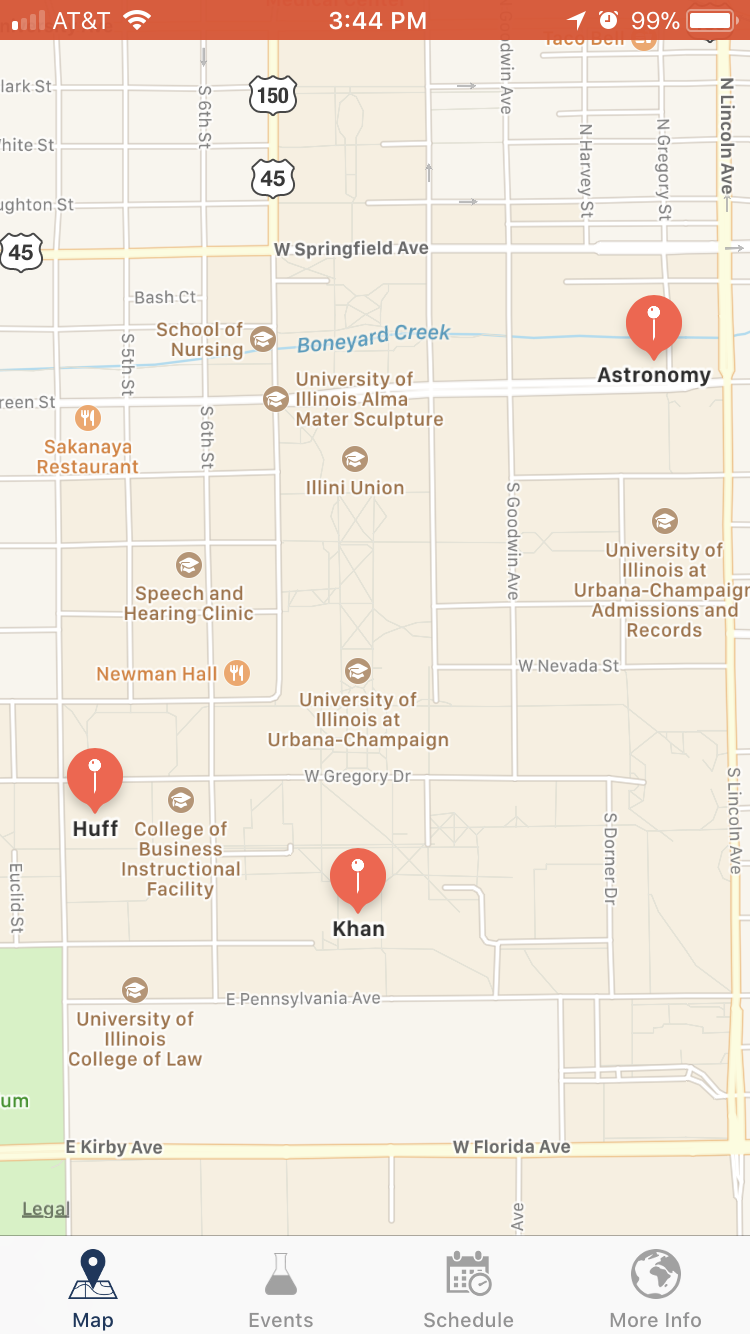 AT&T
3:44 PM
99%
Taco Bell
lark St
S 6th St
150
odwin Ave
N Harvey St
N Gregory St
N Lincoln Ave
hite St
45
ughton St
45
W Springfield Ave
Bash Ct
School of
Nursing
Boneyard Creek
S 5th St
Astronomy
University of
Illinois Alma
Mater Sculpture
reen St
S 6th St
Sakanaya
Restaurant
Illini Union
S Goodwin Ave
University of
Illinois at
Urbana-Champaign
Admissions and
Records
Speech and
Hearing Clinic
Newman Hall
W Nevada St
University of
Illinois at
Urbana-Champaign
W Gregory Dr
S Lincoln Ave
Huff
College of
Business
Instructional
Facility
S Dorner Dr
Euclid St
Khan
E Pennsylvania Ave
University of
Illinois
College of Law
um
E Kirby Ave
W Florida Ave
Legal
Ave
Map
Events
Schedule
More Info